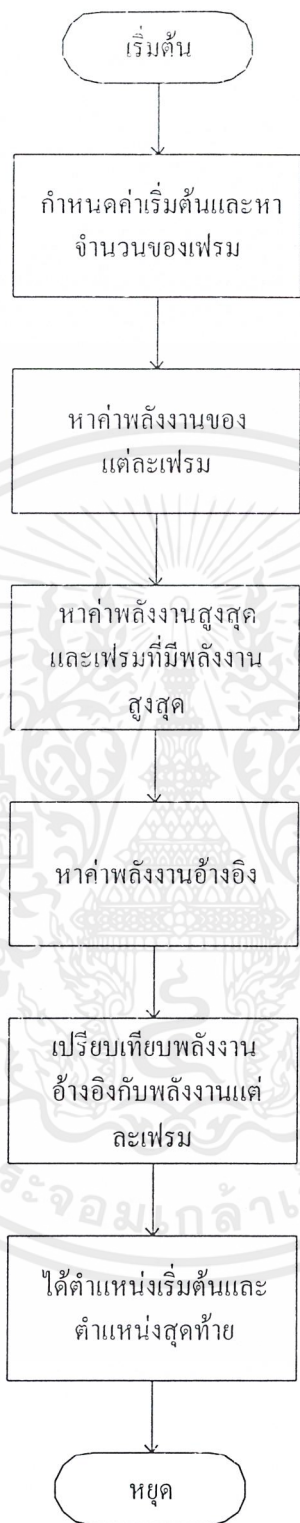 เริ่มต้น
กำหนดค่าเริ่มต้นและหา
จำนวนของเฟรม
หาค่าพลังงานของ
แต่ละเฟรม
หาค่าพลังงานสูงสุด
และเฟรมที่มีพลังงาน
สูงสุด
หาค่าพลังงานอ้างอิง
เปรียบเทียบพลังงาน
อ้างอิงกับพลังงานแต่
ละเฟรม
ได้ตำแหน่งเริ่มต้นและ
ตำแหน่งสุดท้าย
หยุด